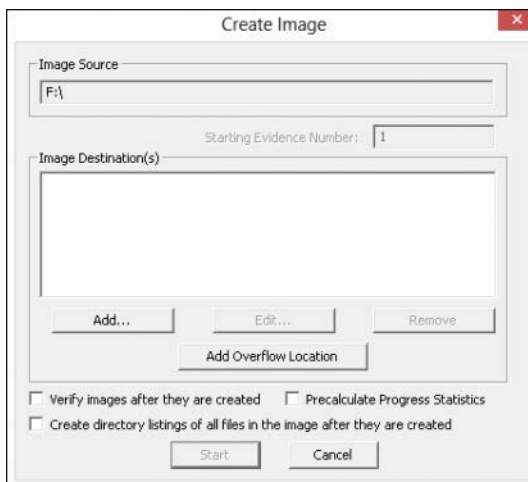 Create Image
Image Source
F:\
Starting Evidence Number: 1
Image Destination(s)
Add... Edit... Remove
Add Overflow Location
Verify images after they are created Precalculate Progress Statistics
Create directory listings of all files in the image after they are created
Start Cancel